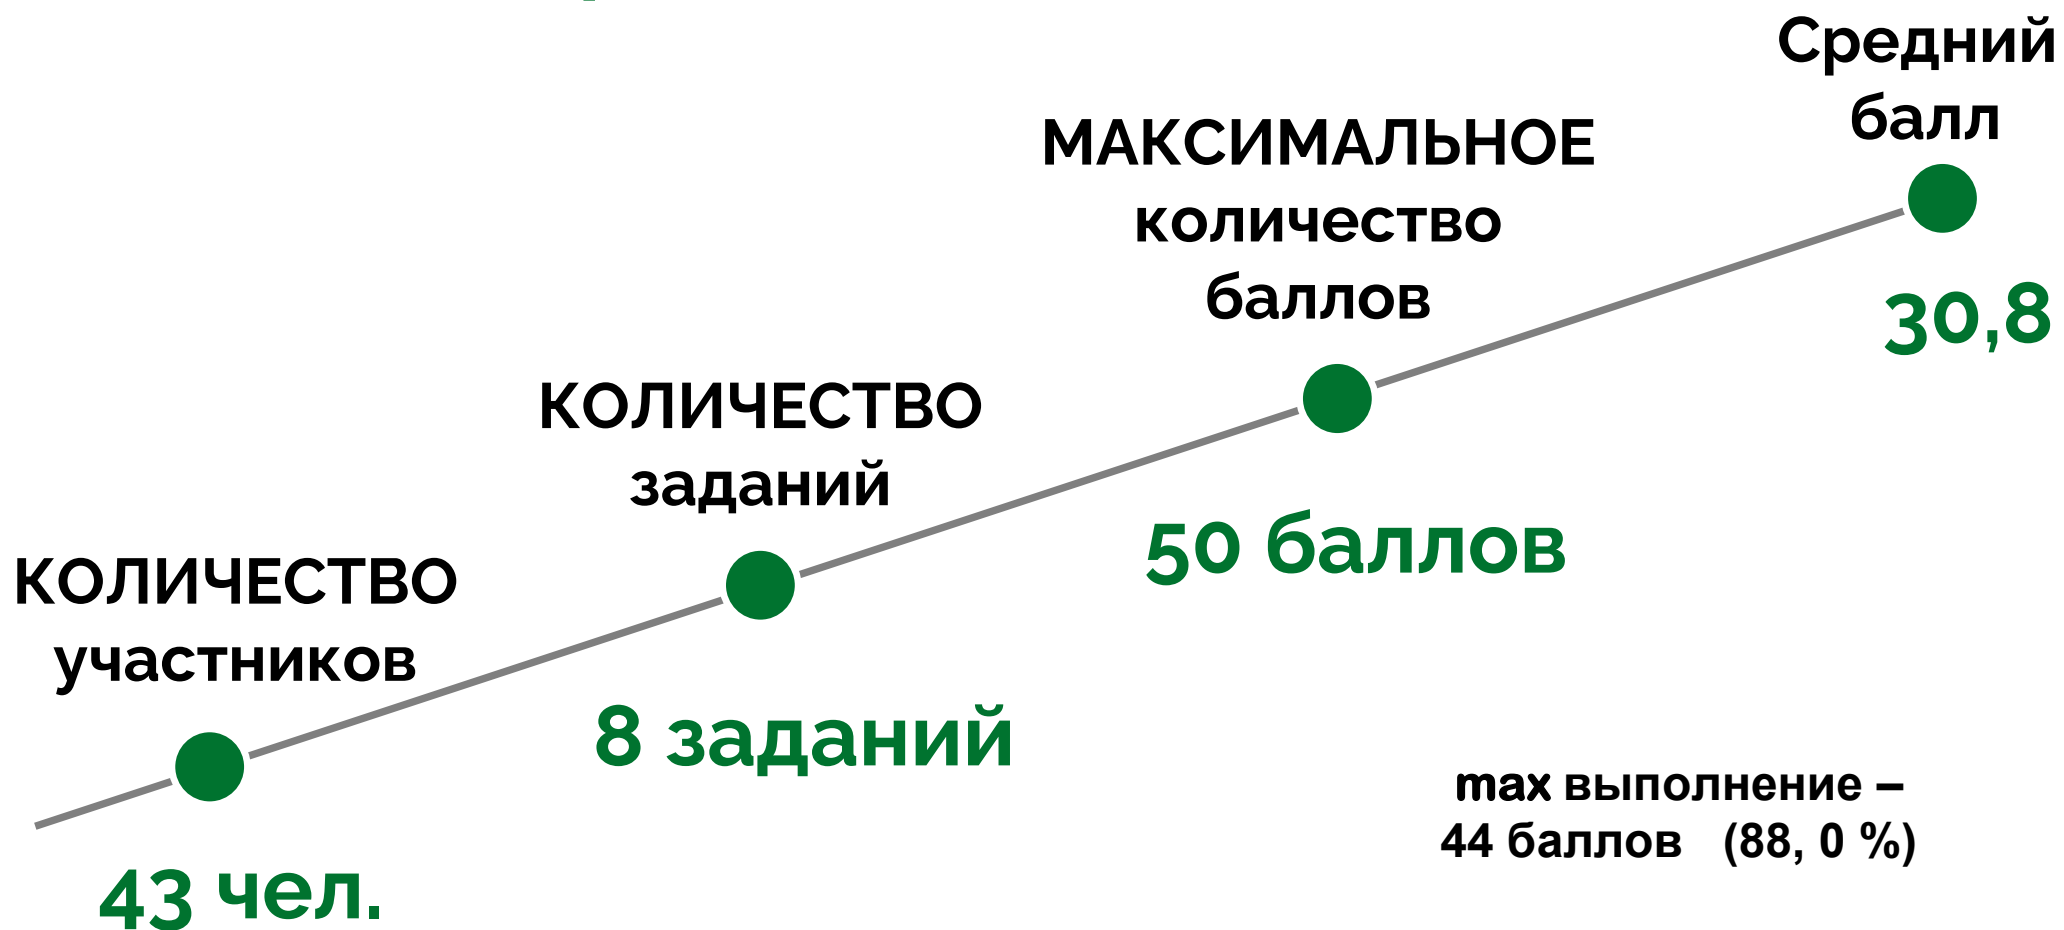 КОЛИЧЕСТВО
участников
43 чел.
КОЛИЧЕСТВО
заданий
8 заданий
МАКСИМАЛЬНОЕ
количество
баллов
50 баллов
Средний
балл
30,8
max выполнение –
44 баллов (88, 0 %)